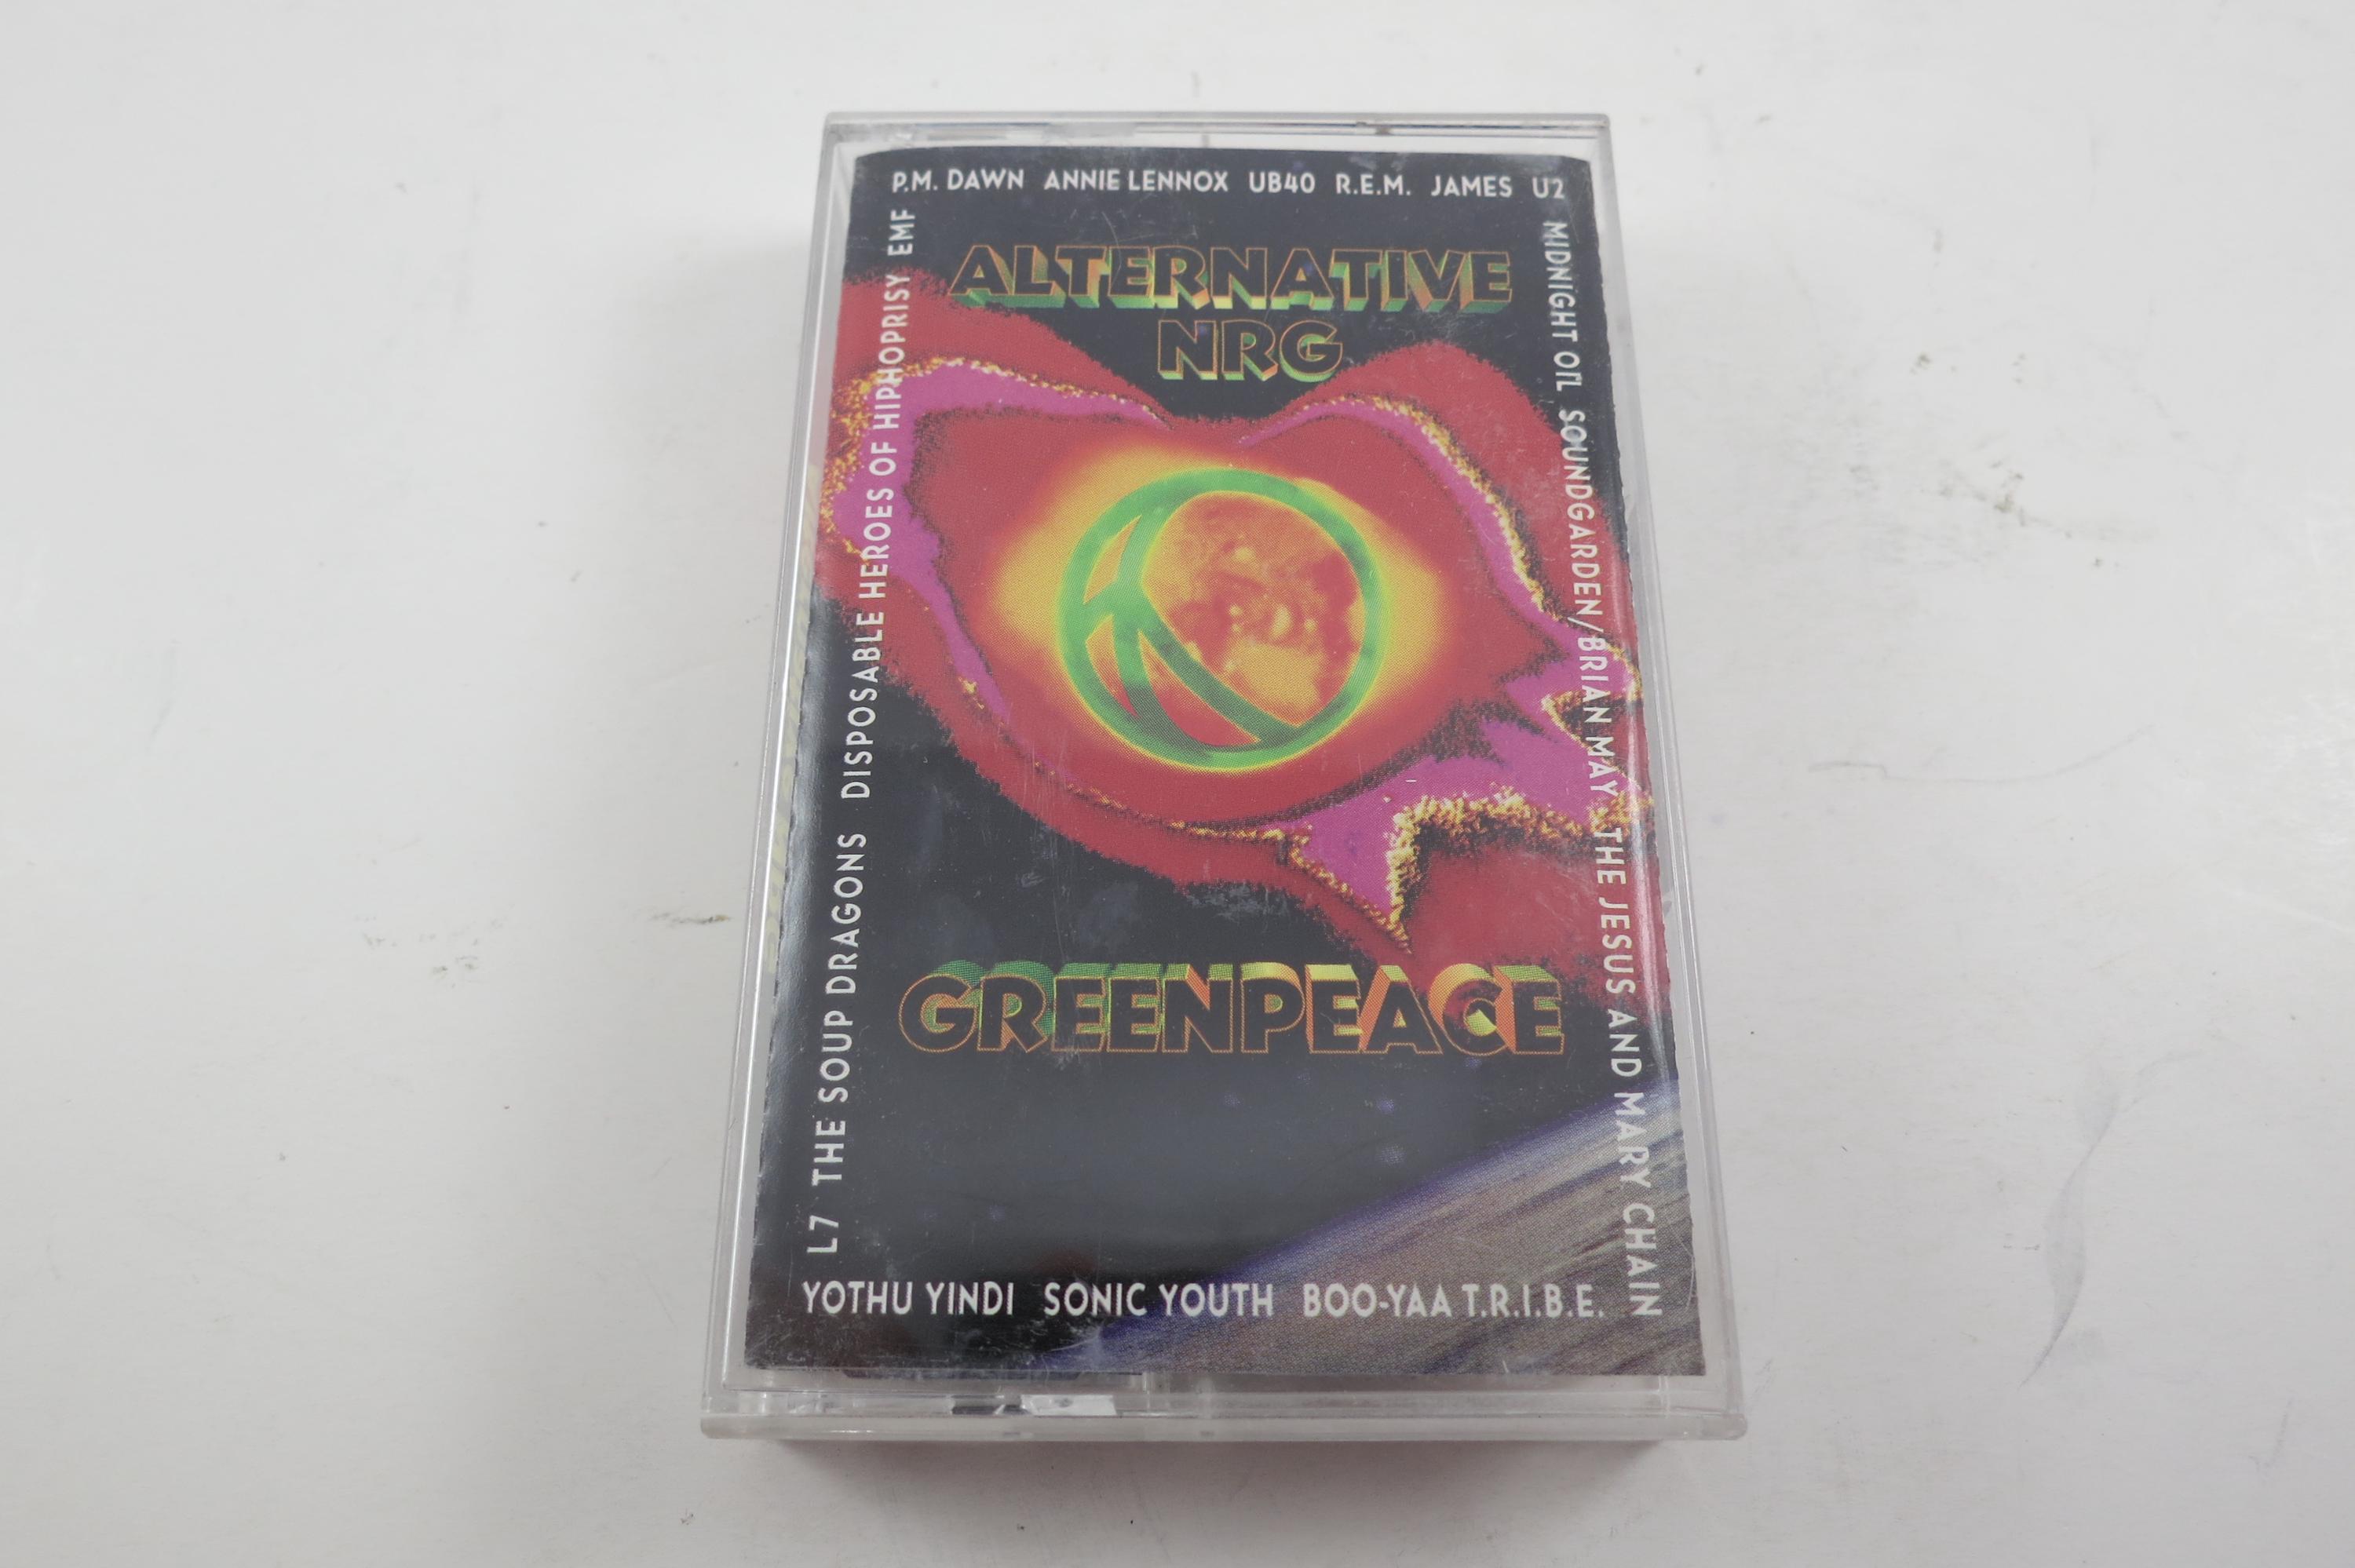 P.M. DAWN ANNIE LENNOX UB40 R.E.M. JAMES U2
MIDNIGHT OIL SOUNDGARDEN/BRIAN MAY THE JESUS AND MARY CHAIN
ALTERNATIVE
NRG
GREENPEACE
L7 THE SOUP DRAGONS DISPOSABLE HEROES OF HIPHOPRISY EMF
YOTHU YINDI SONIC YOUTH BOO-YAA T.R.I.B.E.